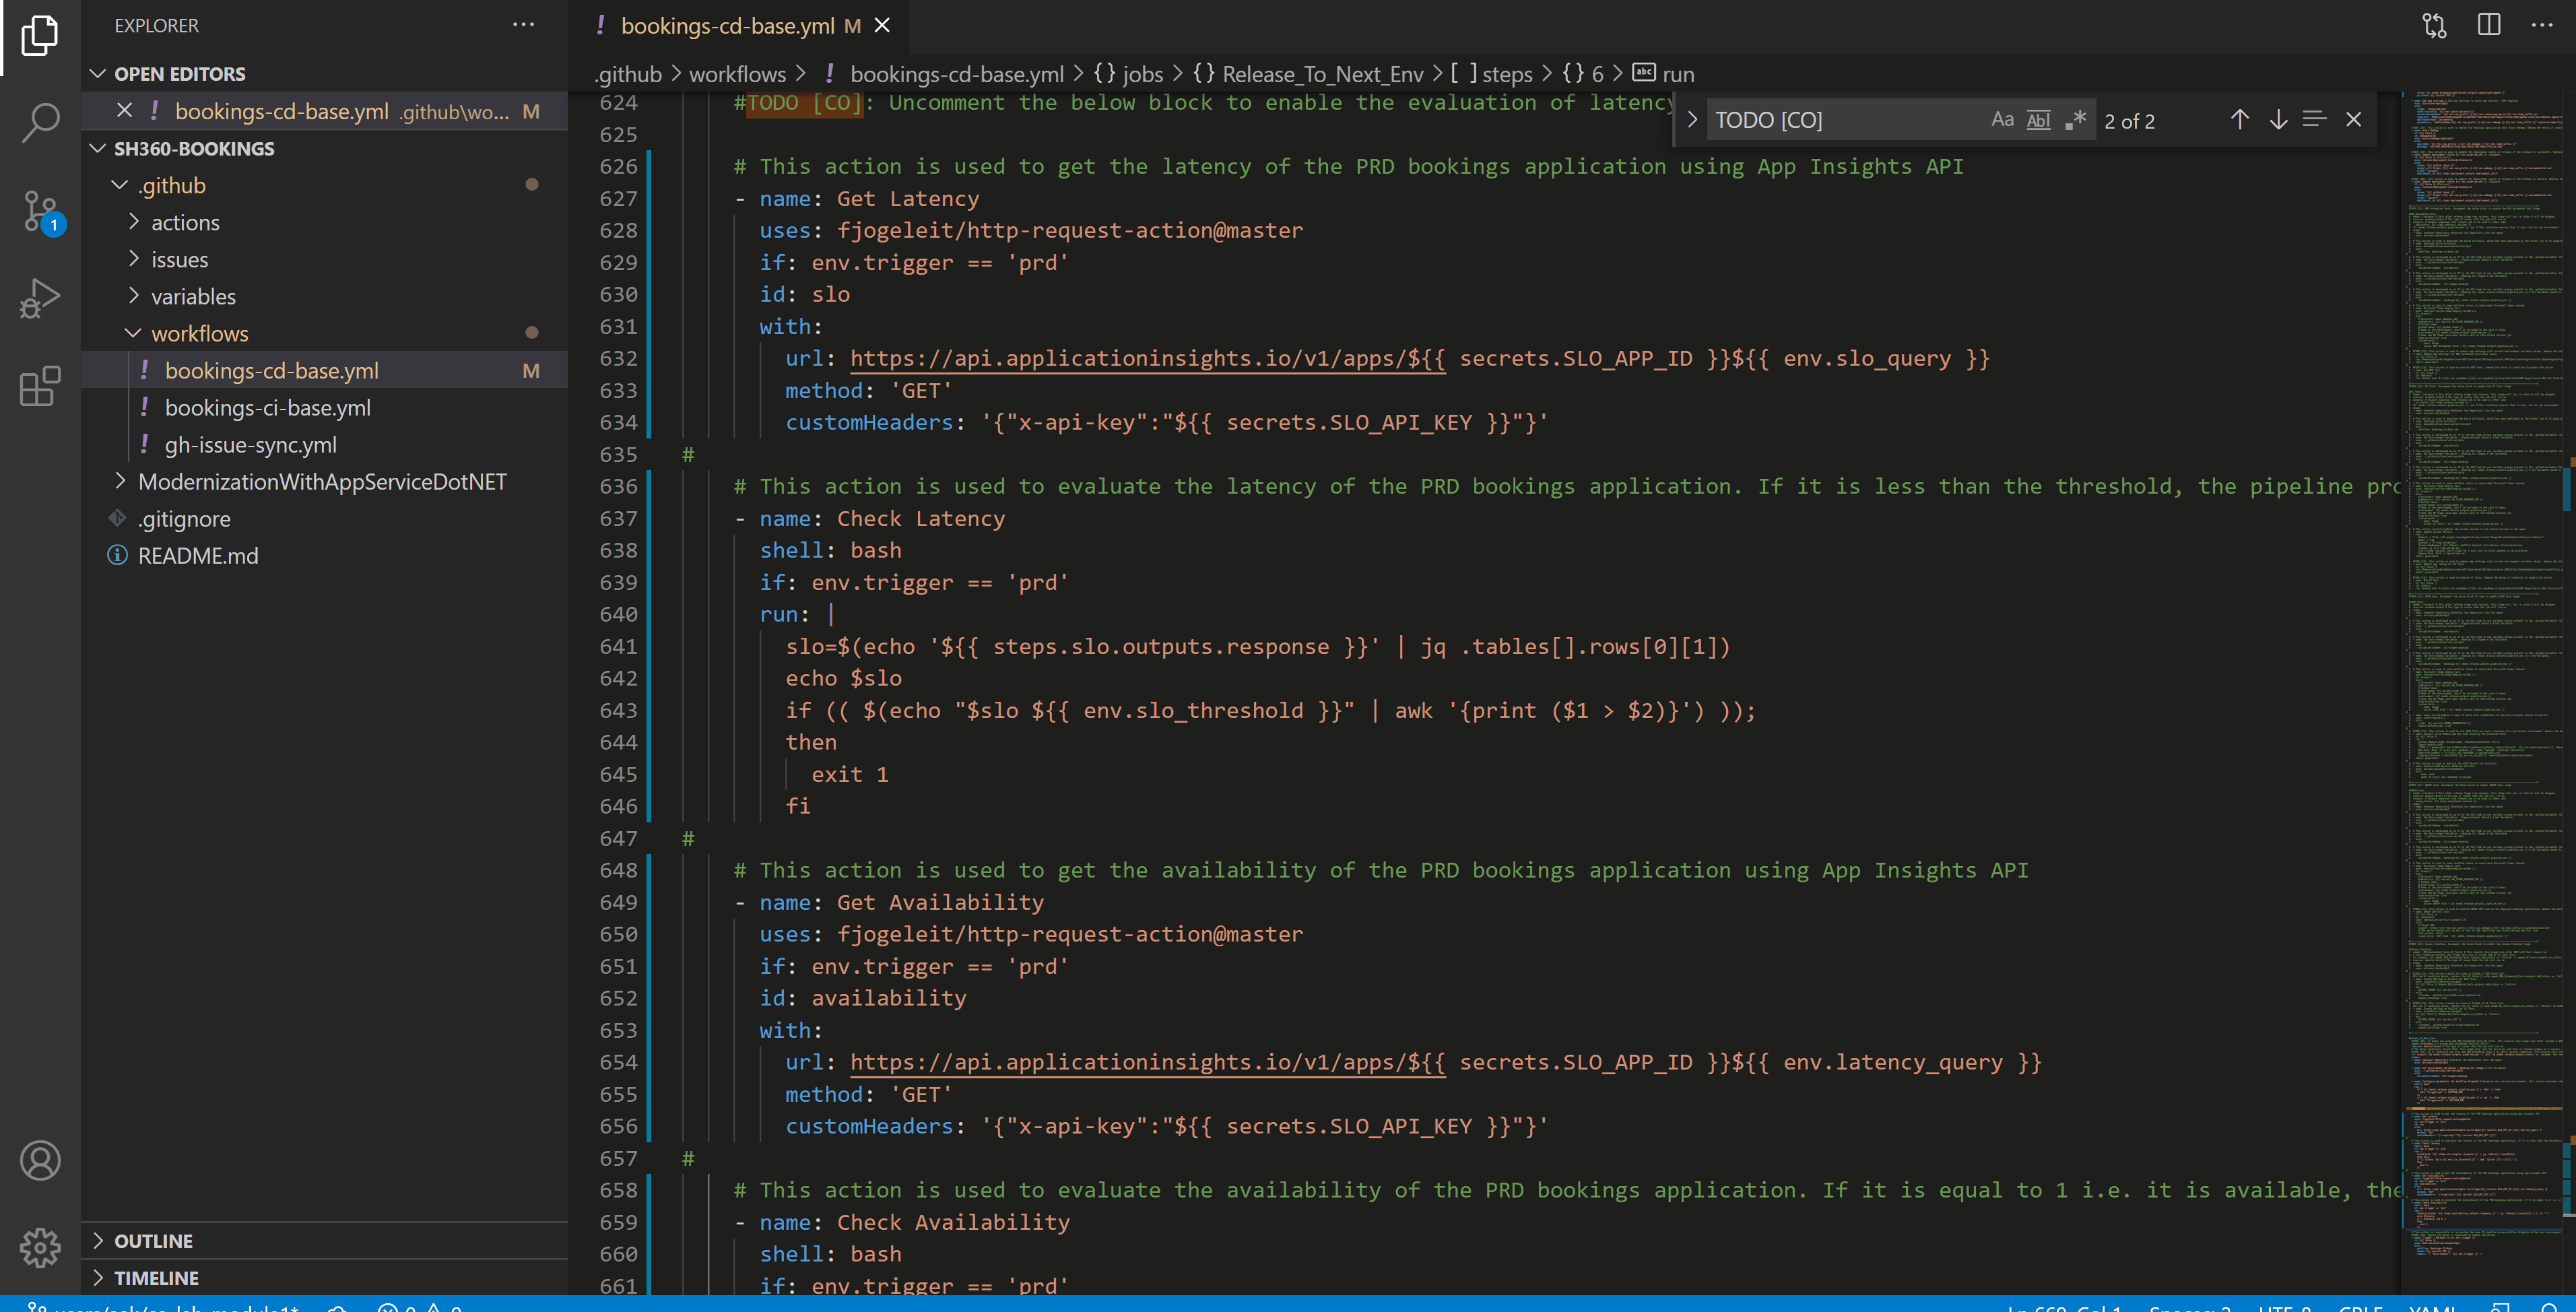 EXPLORER
OPEN EDITORS
bookings-cd-base.yml .github\wo... M
SH360-BOOKINGS
.github
actions
issues
variables
workflows
bookings-cd-base.yml M
bookings-ci-base.yml
gh-issue-sync.yml
ModernizationWithAppServiceDotNET
.gitignore
README.md
OUTLINE
TIMELINE
1
bookings-cd-base.yml M
.github > workflows > ! bookings-cd-base.yml > {} jobs > {} Release_To_Next_Env > [ ] steps > {} 6 > abc run
TODO [CO] Aa Abl .* 2 of 2
624 #TODO [CO]: Uncomment the below block to enable the evaluation of latency
625
626 # This action is used to get the latency of the PRD bookings application using App Insights API
627 - name: Get Latency
628 uses: fjogeleit/http-request-action@master
629 if: env.trigger == 'prd'
630 id: slo
631 with:
632 url: https://api.applicationinsights.io/v1/apps/${{ secrets.SLO_APP_ID }}${{ env.slo_query }}
633 method: 'GET'
634 customHeaders: '{"x-api-key":"${{ secrets.SLO_API_KEY }}"}'
635 #
636 # This action is used to evaluate the latency of the PRD bookings application. If it is less than the threshold, the pipeline pro
637 - name: Check Latency
638 shell: bash
639 if: env.trigger == 'prd'
640 run: |
641 slo=$(echo '${{ steps.slo.outputs.response }}' | jq .tables[].rows[0][1])
642 echo $slo
643 if (( $(echo "$slo ${{ env.slo_threshold }}" | awk '{print ($1 > $2)}') ));
644 then
645 exit 1
646 fi
647 #
648 # This action is used to get the availability of the PRD bookings application using App Insights API
649 - name: Get Availability
650 uses: fjogeleit/http-request-action@master
651 if: env.trigger == 'prd'
652 id: availability
653 with:
654 url: https://api.applicationinsights.io/v1/apps/${{ secrets.SLO_APP_ID }}${{ env.latency_query }}
655 method: 'GET'
656 customHeaders: '{"x-api-key":"${{ secrets.SLO_API_KEY }}"}'
657 #
658 # This action is used to evaluate the availability of the PRD bookings application. If it is equal to 1 i.e. it is available, the
659 - name: Check Availability
660 shell: bash
661 if: env.trigger == 'prd'